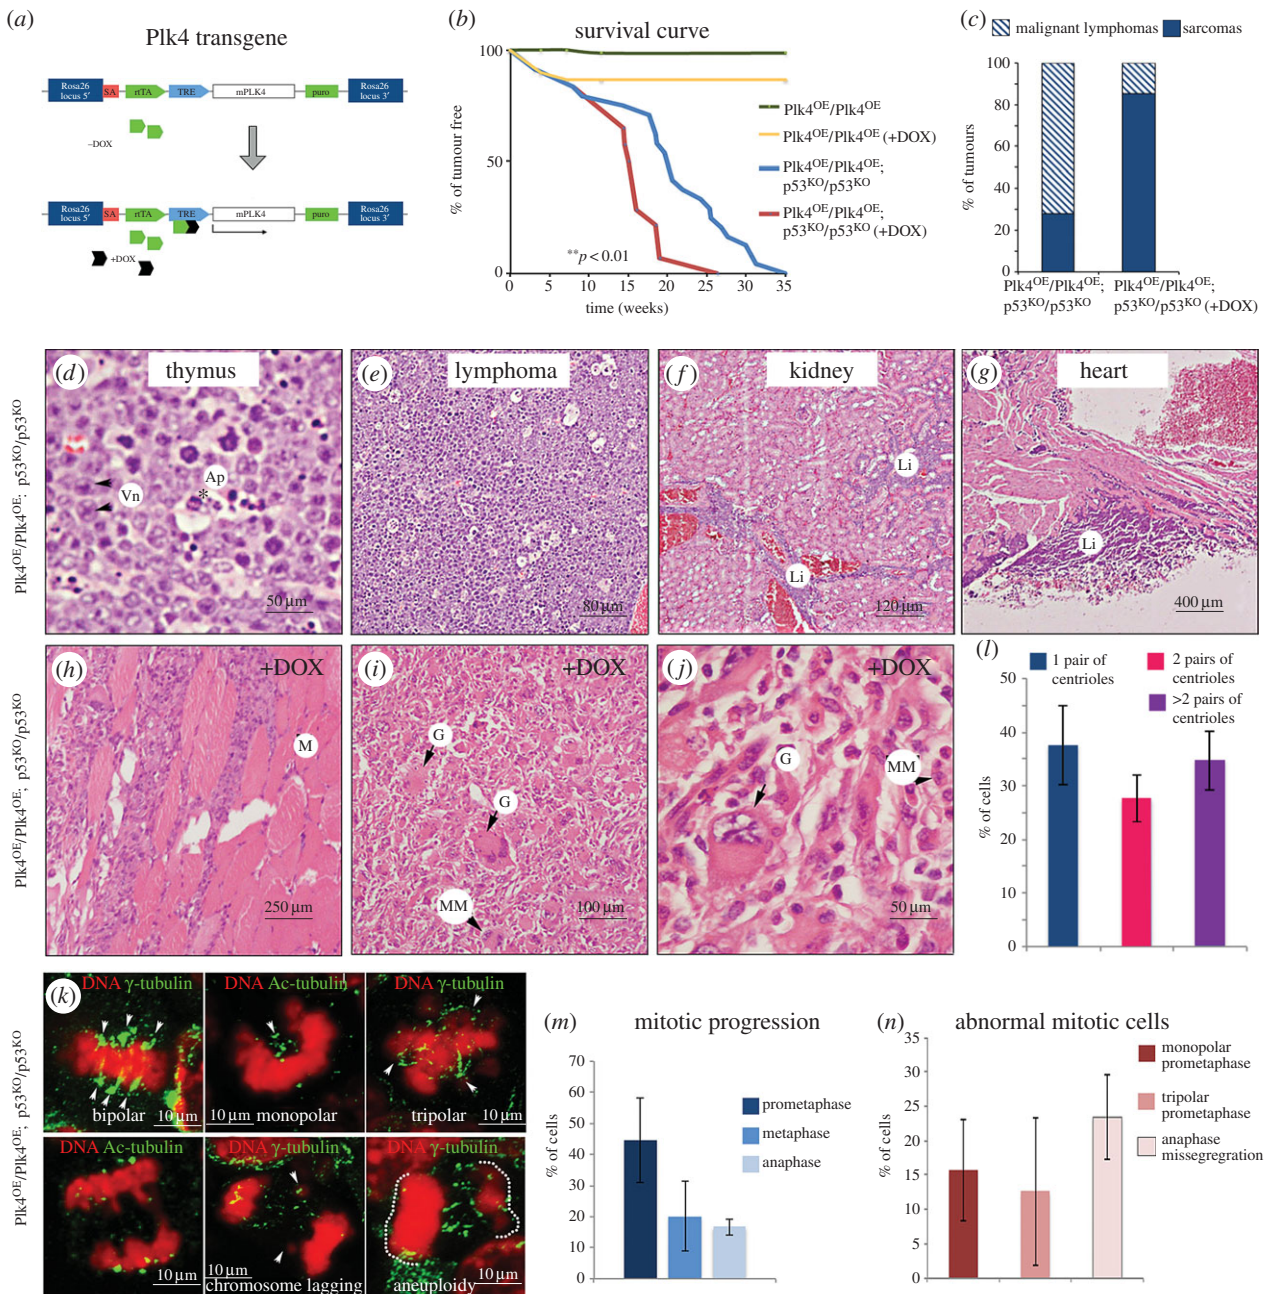 (a)
Plk4 transgene
Rosa26
locus 5′
SA
rtTA
TRE
mPLK4
puro
Rosa26
locus 3′
–DOX
Rosa26
locus 5′
SA
rtTA
TRE
mPLK4
puro
Rosa26
locus 3′
+DOX
(b)
survival curve
% of tumour free
100
50
0
0 5 10 15 20 25 30 35
time (weeks)
**p < 0.01
Plk4OE/Plk4OE
Plk4OE/Plk4OE (+DOX)
Plk4OE/Plk4OE;
p53KO/p53KO
Plk4OE/Plk4OE;
p53KO/p53KO (+DOX)
(c)
malignant lymphomas sarcomas
% of tumours
100
80
60
40
20
0
Plk4OE/Plk4OE;
p53KO/p53KO
Plk4OE/Plk4OE;
p53KO/p53KO (+DOX)
Plk4OE/Plk4OE; p53KO/p53KO
(d)
thymus
Vn
Ap
*
50 μm
(e)
lymphoma
80 μm
(f)
kidney
Li
Li
120 μm
(g)
heart
Li
400 μm
Plk4OE/Plk4OE; p53KO/p53KO
(h)
+DOX
M
250 μm
(i)
+DOX
G
G
MM
100 μm
(j)
+DOX
G
MM
50 μm
(l)
1 pair of
centrioles
2 pairs of
centrioles
>2 pairs of
centrioles
% of cells
50
40
30
20
10
0
Plk4OE/Plk4OE; p53KO/p53KO
(k)
DNA γ-tubulin
bipolar
10 μm
DNA Ac-tubulin
10 μm
monopolar
DNA γ-tubulin
tripolar
10 μm
DNA Ac-tubulin
10 μm
DNA γ-tubulin
10 μm
chromosome lagging
DNA γ-tubulin
aneuploidy
10 μm
(m)
mitotic progression
% of cells
70
60
50
40
30
20
10
0
prometaphase
metaphase
anaphase
(n)
abnormal mitotic cells
% of cells
35
30
25
20
15
10
5
0
monopolar
prometaphase
tripolar
prometaphase
anaphase
missegregration